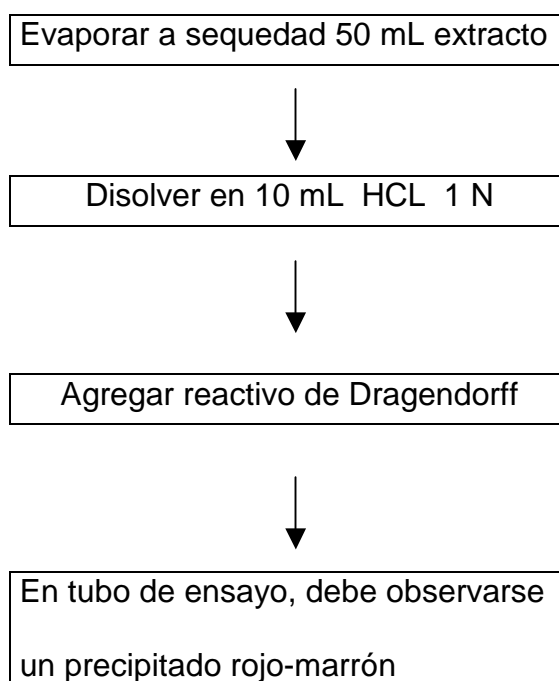 Evaporar a sequedad 50 mL extracto
Disolver en 10 mL HCL 1 N
Agregar reactivo de Dragendorff
En tubo de ensayo, debe observarse
un precipitado rojo-marrón